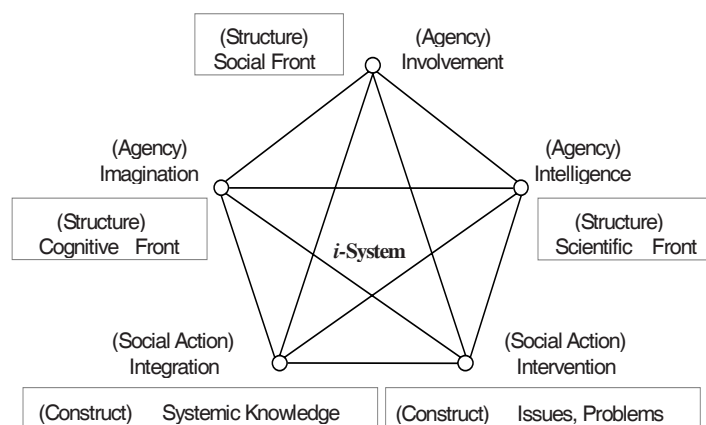 (Structure)
Social Front
(Agency)
Involvement
(Agency)
Imagination
(Agency)
Intelligence
(Structure)
Cognitive Front
(Structure)
Scientific Front
i-System
(Social Action)
Integration
(Social Action)
Intervention
(Construct) Systemic Knowledge
(Construct) Issues, Problems